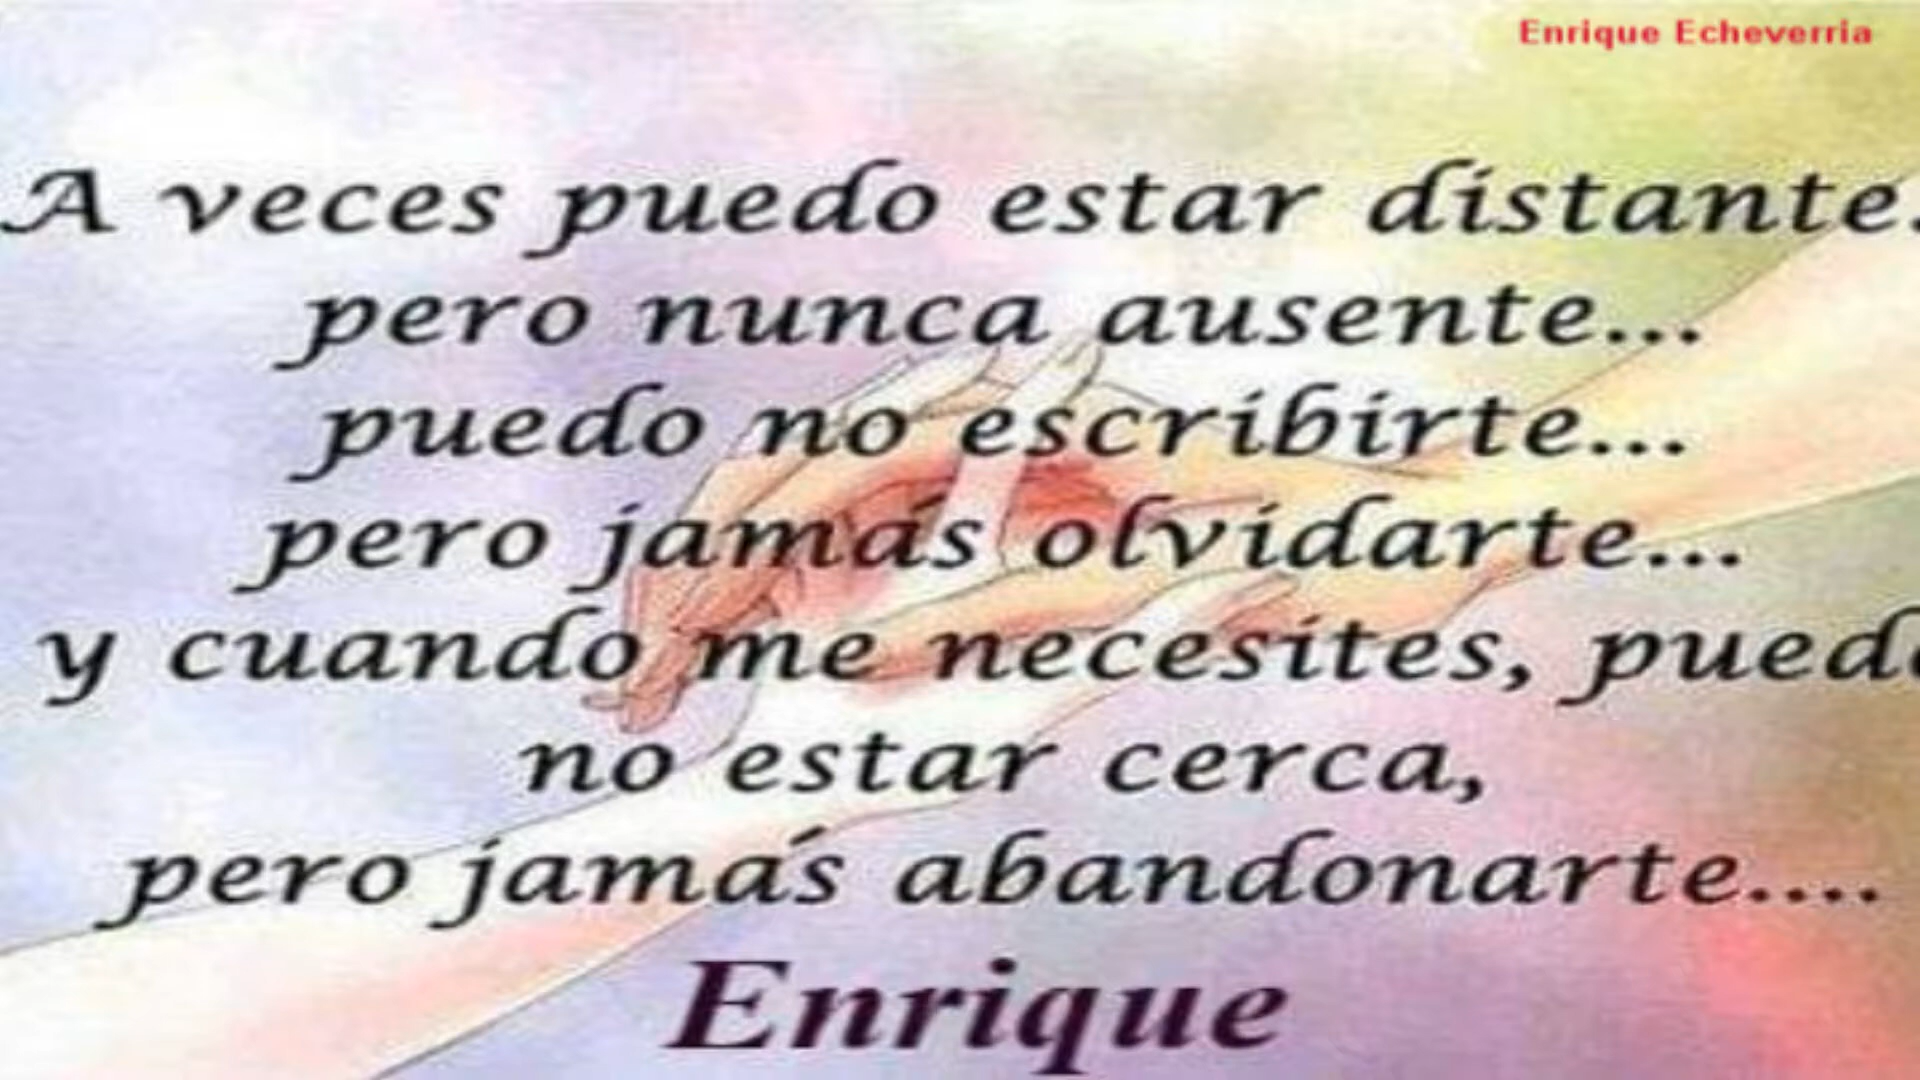 Enrique Echeverria
A veces puedo estar distante.
pero nunca ausente...
puedo no escribirte...
pero jamás olvidarte...
y cuando me necesites, puedo
no estar cerca,
pero jamás abandonarte....
Enrique